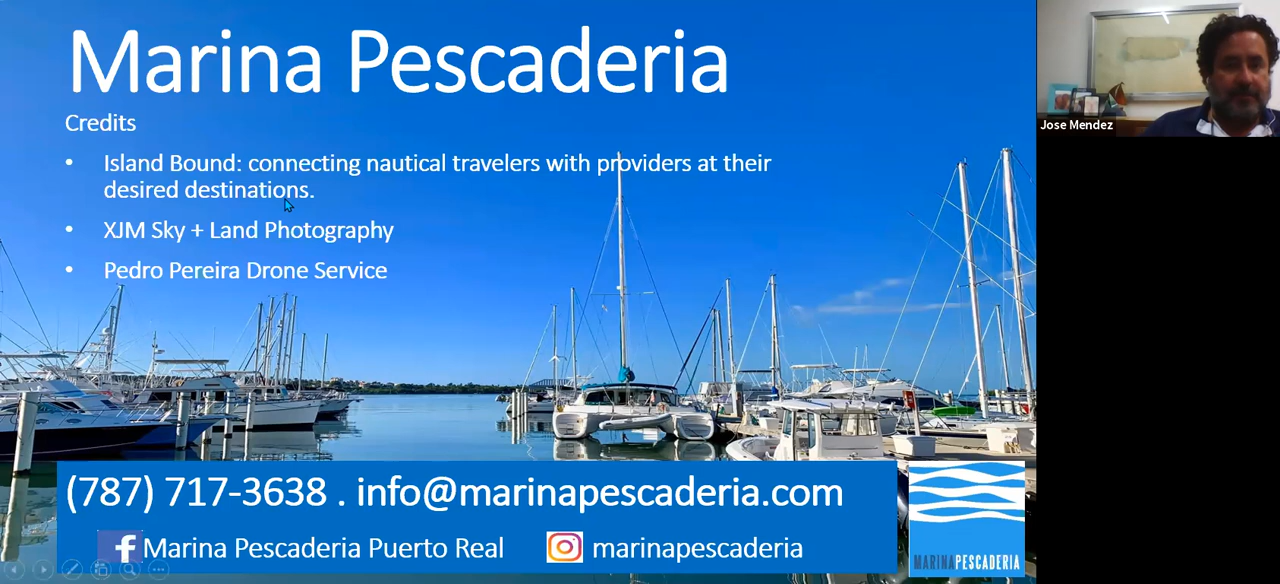 Marina Pescaderia
Credits
• Island Bound: connecting nautical travelers with providers at their
desired destinations.
• XJM Sky + Land Photography
• Pedro Pereira Drone Service
Jose Mendez
(787) 717-3638 . info@marinapescaderia.com
f Marina Pescaderia Puerto Real
marinapescaderia
MARINAPESCADERIA